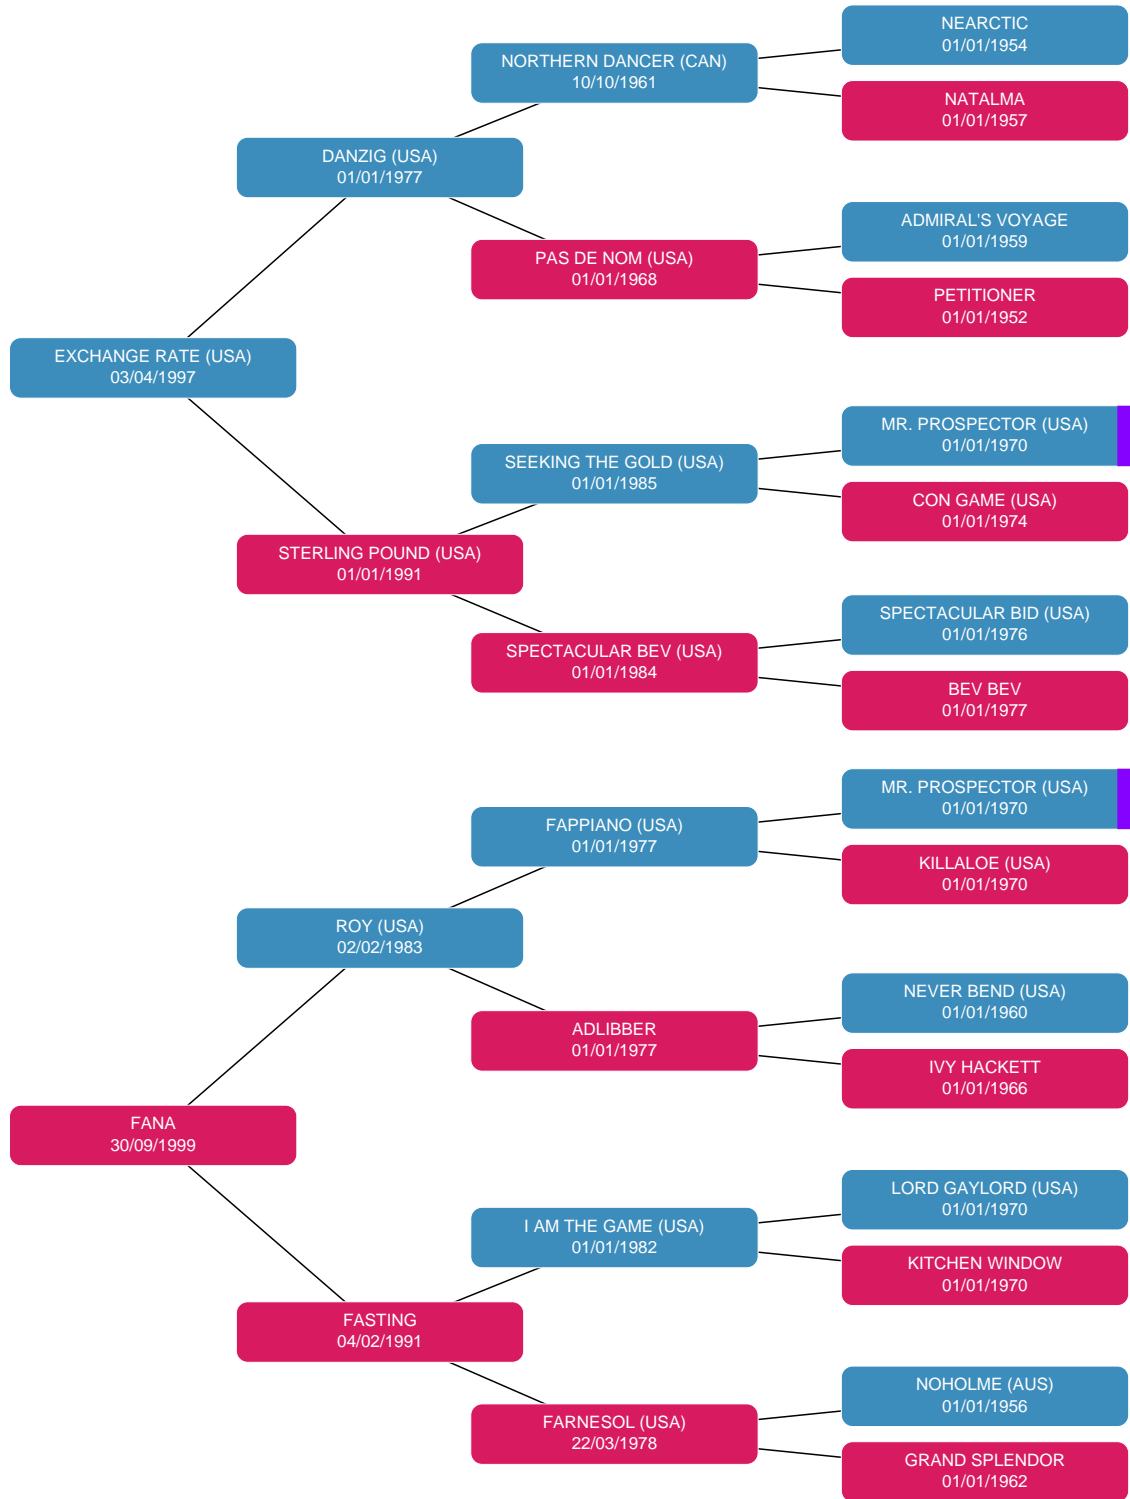 NEARCTIC
01/01/1954
NORTHERN DANCER (CAN)
10/10/1961
NATALMA
01/01/1957
DANZIG (USA)
01/01/1977
ADMIRAL'S VOYAGE
01/01/1959
PAS DE NOM (USA)
01/01/1968
PETITIONER
01/01/1952
EXCHANGE RATE (USA)
03/04/1997
MR. PROSPECTOR (USA)
01/01/1970
SEEKING THE GOLD (USA)
01/01/1985
CON GAME (USA)
01/01/1974
STERLING POUND (USA)
01/01/1991
SPECTACULAR BID (USA)
01/01/1976
SPECTACULAR BEV (USA)
01/01/1984
BEV BEV
01/01/1977
MR. PROSPECTOR (USA)
01/01/1970
FAPPIANO (USA)
01/01/1977
KILLALOE (USA)
01/01/1970
ROY (USA)
02/02/1983
NEVER BEND (USA)
01/01/1960
ADLIBBER
01/01/1977
IVY HACKETT
01/01/1966
FANA
30/09/1999
LORD GAYLORD (USA)
01/01/1970
I AM THE GAME (USA)
01/01/1982
KITCHEN WINDOW
01/01/1970
FASTING
04/02/1991
NOHOLME (AUS)
01/01/1956
FARNESOL (USA)
22/03/1978
GRAND SPLENDOR
01/01/1962